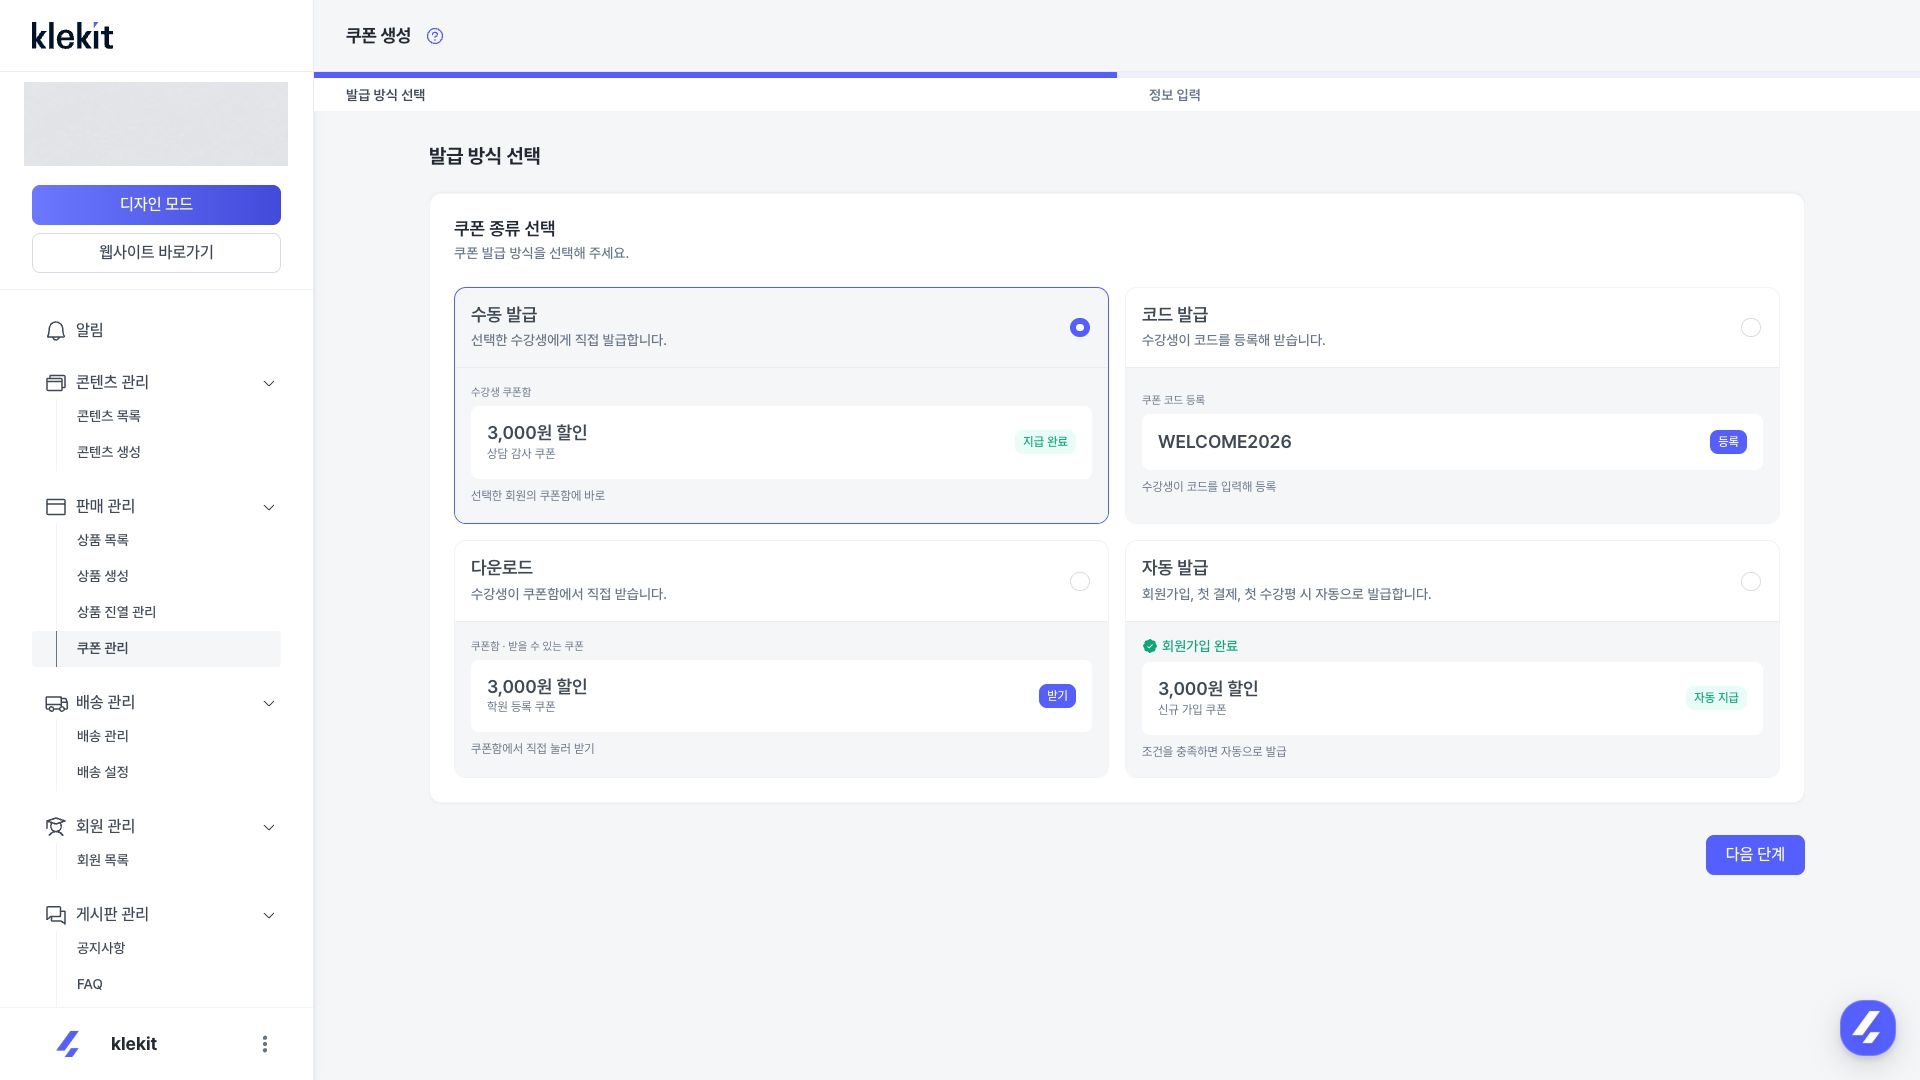 klekit
디자인 모드
웹사이트 바로가기
알림
콘텐츠 관리
콘텐츠 목록
콘텐츠 생성
판매 관리
상품 목록
상품 생성
상품 진열 관리
쿠폰 관리
배송 관리
배송 관리
배송 설정
회원 관리
회원 목록
게시판 관리
공지사항
FAQ
klekit
쿠폰 생성
발급 방식 선택
정보 입력
발급 방식 선택
쿠폰 종류 선택
쿠폰 발급 방식을 선택해 주세요.
수동 발급
선택한 수강생에게 직접 발급합니다.
수강생 쿠폰함
3,000원 할인
지급 완료
상담 감사 쿠폰
선택한 회원의 쿠폰함에 바로
코드 발급
수강생이 코드를 등록해 받습니다.
쿠폰 코드 등록
WELCOME2026
등록
수강생이 코드를 입력해 등록
다운로드
수강생이 쿠폰함에서 직접 받습니다.
쿠폰함 · 받을 수 있는 쿠폰
3,000원 할인
받기
학원 등록 쿠폰
쿠폰함에서 직접 눌러 받기
자동 발급
회원가입, 첫 결제, 첫 수강평 시 자동으로 발급합니다.
회원가입 완료
3,000원 할인
자동 지급
신규 가입 쿠폰
조건을 충족하면 자동으로 발급
다음 단계